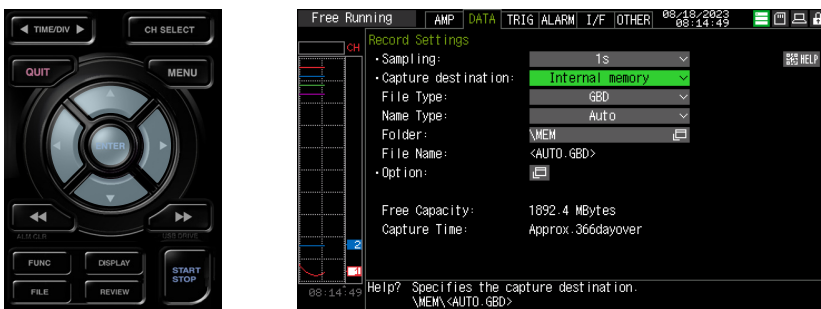 TIME/DIV
CH SELECT
QUIT
MENU
ENTER
ALM CLR
USB DRIVE
FUNC
DISPLAY
START
STOP
FILE
REVIEW
Free Running
AMP DATA TRIG ALARM I/F OTHER
08/18/2023
08:14:49
CH
Record Settings
・Sampling: 1s
HELP
・Capture destination: Internal memory
File Type: GBD
Name Type: Auto
Folder: \MEM
File Name: <AUTO.GBD>
・Option:
Free Capacity: 1892.4 MBytes
Capture Time: Approx.366dayover
2
08:14:49
Help? Specifies the capture destination.
\MEM\<AUTO.GBD>